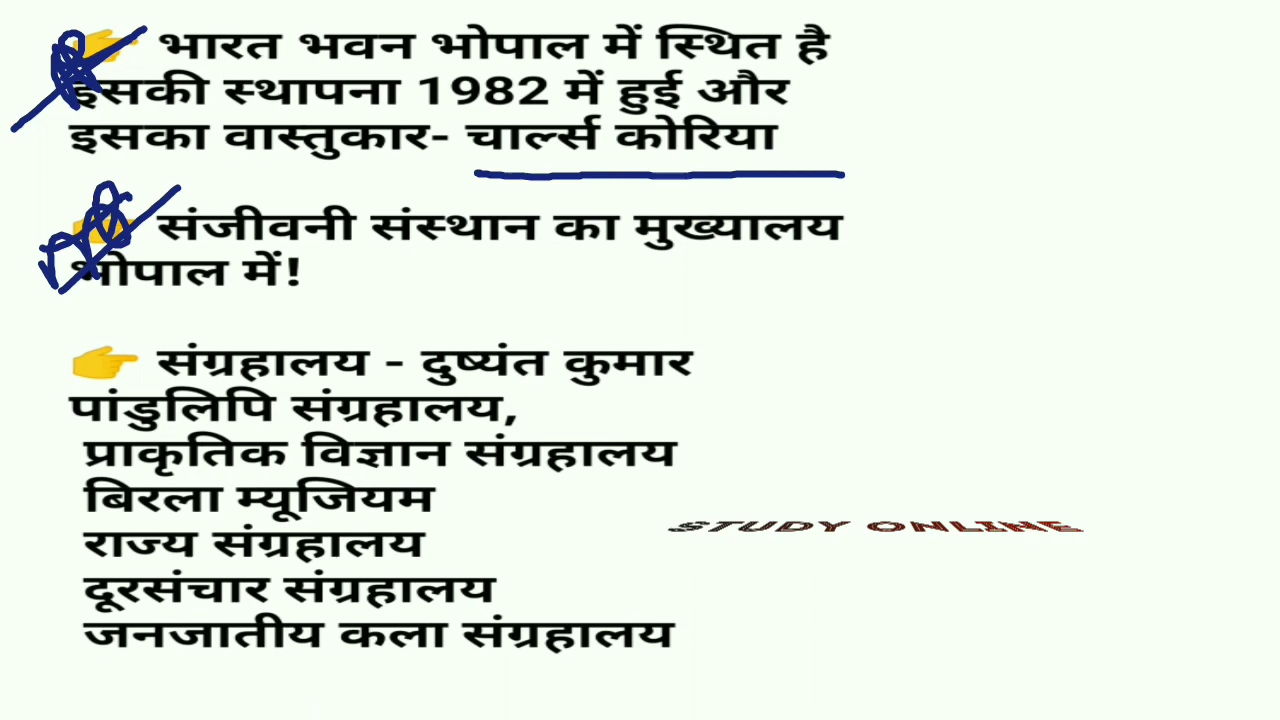 👉 भारत भवन भोपाल में स्थित है
इसकी स्थापना 1982 में हुई और
इसका वास्तुकार- चार्ल्स कोरिया
👉 संजीवनी संस्थान का मुख्यालय
भोपाल में!
👉 संग्रहालय - दुष्यंत कुमार
पांडुलिपि संग्रहालय,
प्राकृतिक विज्ञान संग्रहालय
बिरला म्यूजियम
राज्य संग्रहालय
STUDY ONLINE
दूरसंचार संग्रहालय
जनजातीय कला संग्रहालय